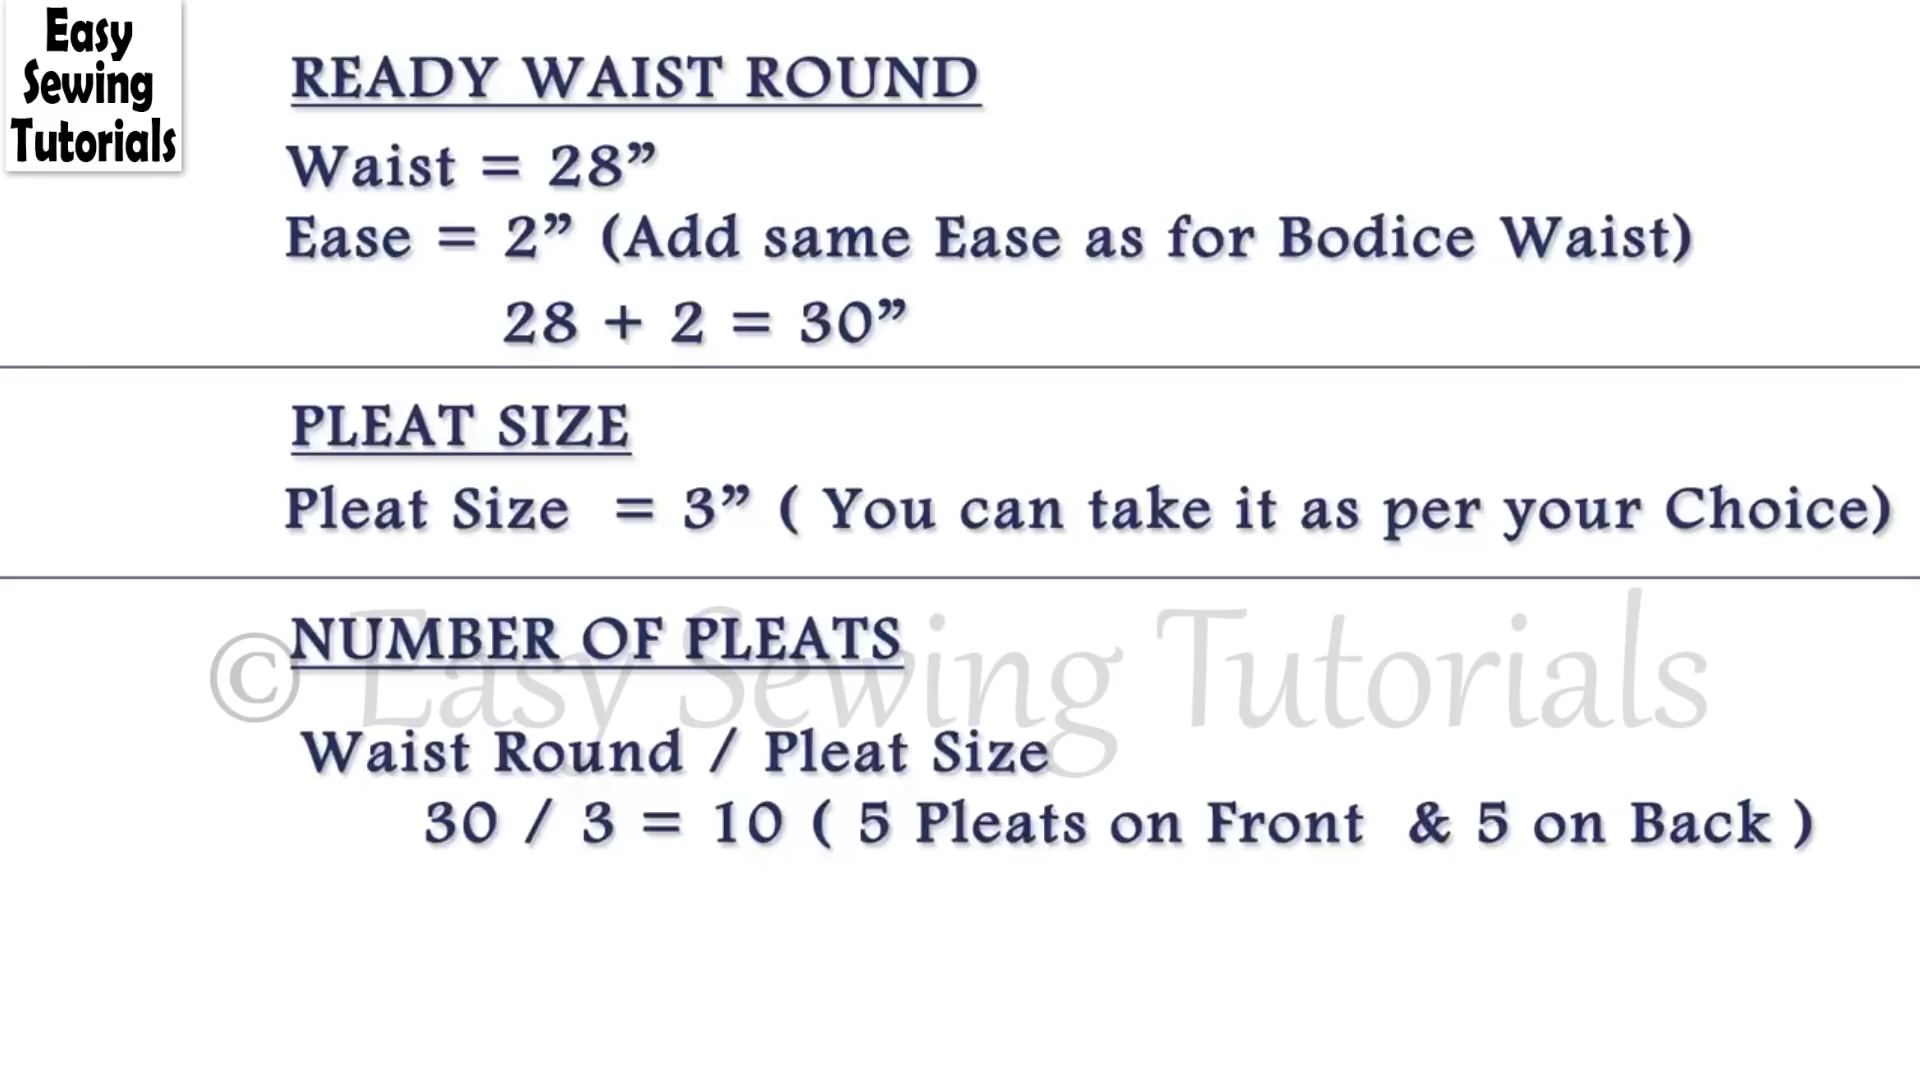 Easy
Sewing
Tutorials
READY WAIST ROUND
Waist = 28”
Ease = 2” (Add same Ease as for Bodice Waist)
28 + 2 = 30”
PLEAT SIZE
Pleat Size = 3” ( You can take it as per your Choice)
NUMBER OF PLEATS
© Easy Sewing Tutorials
Waist Round / Pleat Size
30 / 3 = 10 ( 5 Pleats on Front & 5 on Back )